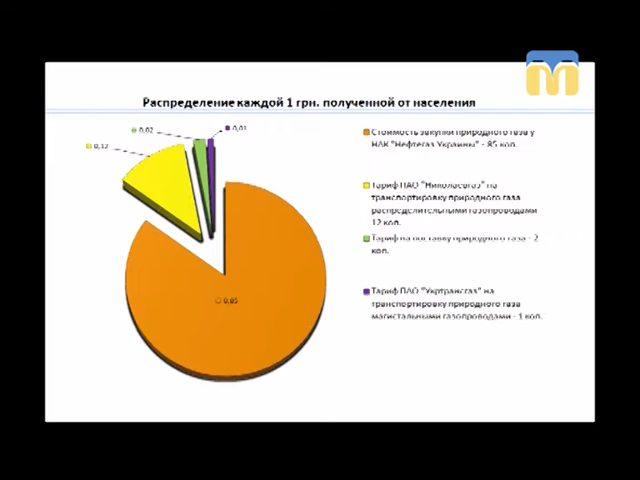 Распределение каждой 1 грн. полученной от населения
0,02
0,01
0,12
0,85
Стоимость закупки природного газа у
НАК "Нефтегаз Украины" - 85 коп.
Тариф ПАО "Николаевгаз" на
транспортировку природного газа
распределительными газопроводами
12 коп.
Тариф на поставку природного газа - 2
коп.
Тариф ПАО "Укртрансгаз" на
транспортировку природного газа
магистальными газопроводами - 1 коп.